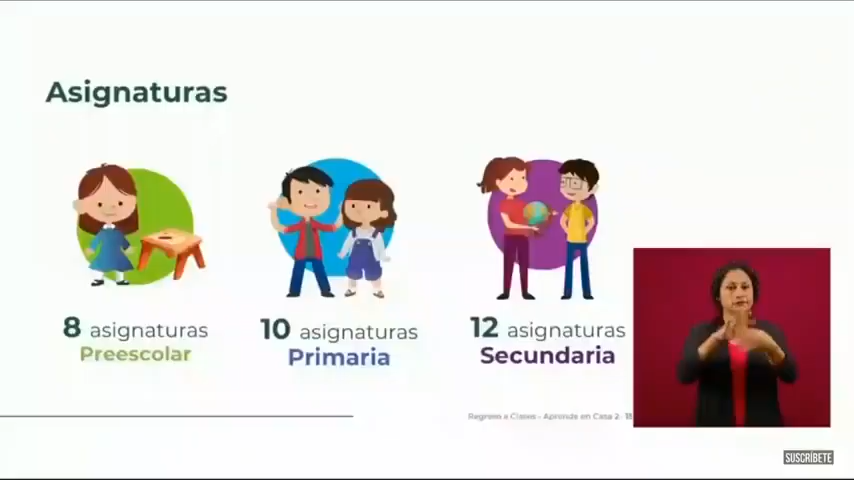 Asignaturas
8 asignaturas
Preescolar
10 asignaturas
Primaria
12 asignaturas
Secundaria
Regreso a Clases - Aprende en Casa 2
SUSCRÍBETE